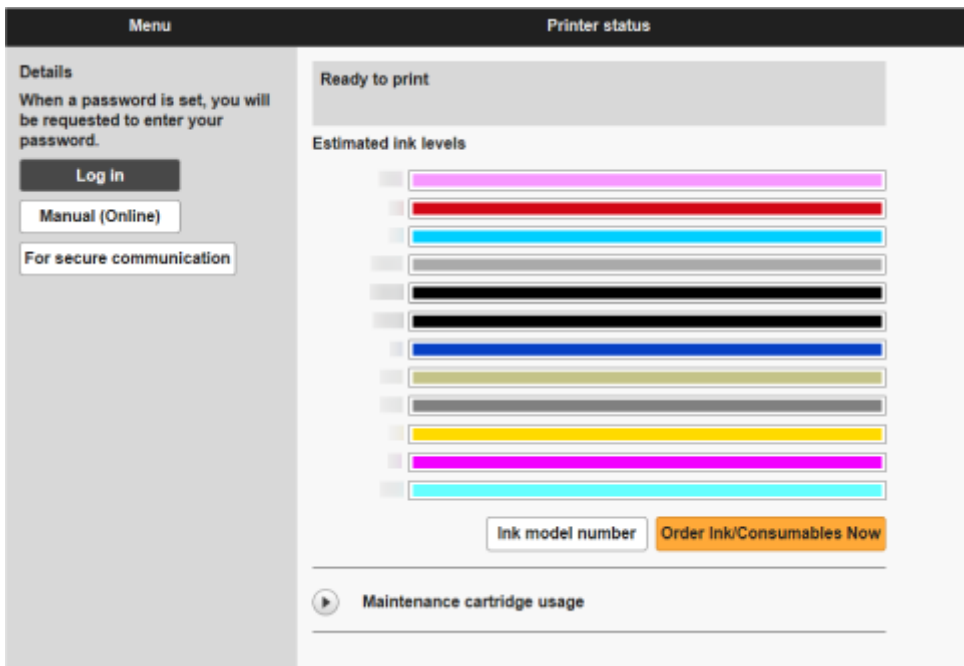 Menu
Printer status
Details
When a password is set, you will
be requested to enter your
password.
Log in
Manual (Online)
For secure communication
Ready to print
Estimated ink levels
Ink model number
Order Ink/Consumables Now
Maintenance cartridge usage